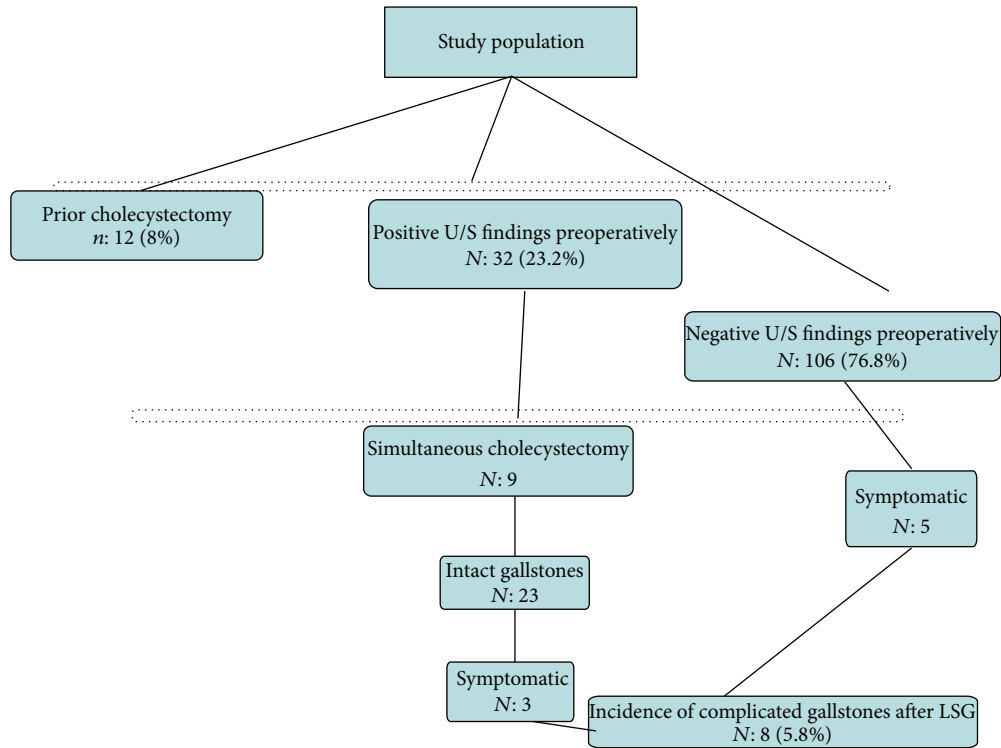 Study population
Prior cholecystectomy
n: 12 (8%)
Positive U/S findings preoperatively
N: 32 (23.2%)
Negative U/S findings preoperatively
N: 106 (76.8%)
Simultaneous cholecystectomy
N: 9
Symptomatic
N: 5
Intact gallstones
N: 23
Symptomatic
N: 3
Incidence of complicated gallstones after LSG
N: 8 (5.8%)